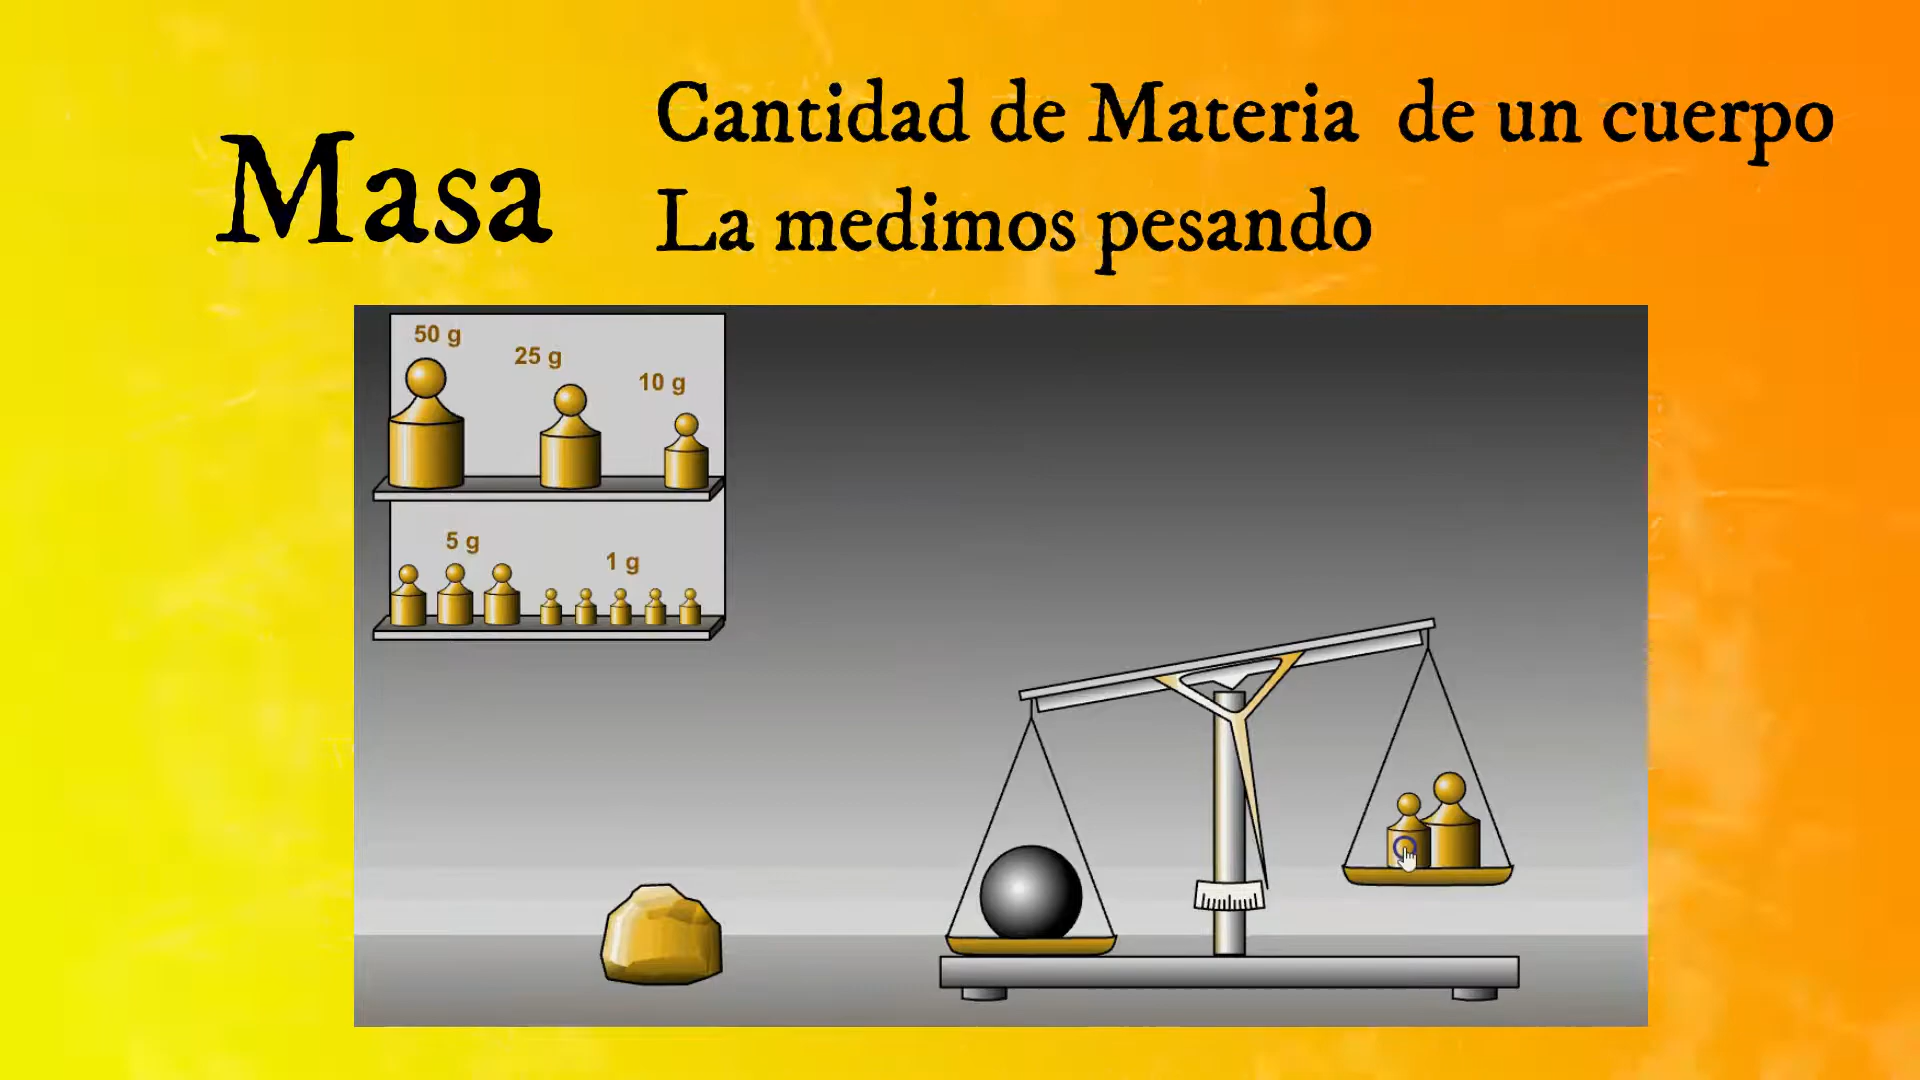 Masa
Cantidad de Materia de un cuerpo
La medimos pesando
50 g
25 g
10 g
5 g
1 g